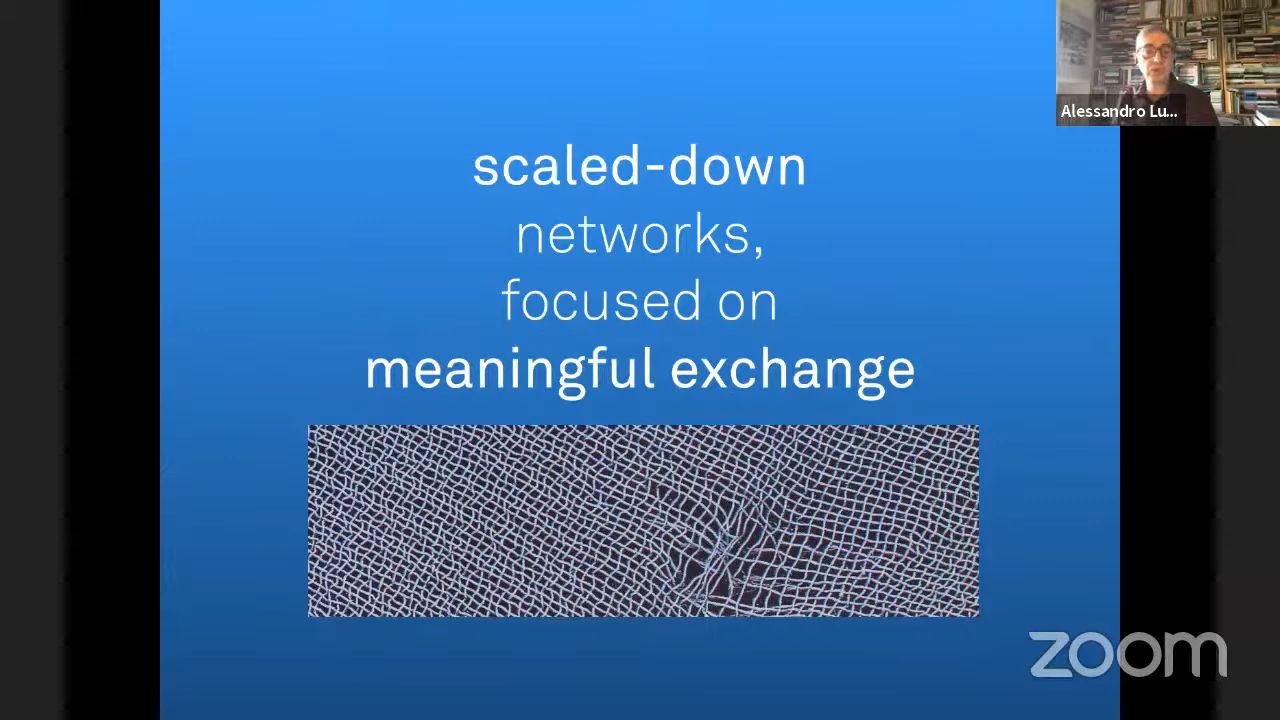 scaled-down
networks,
focused on
meaningful exchange
Alessandro Lu...
zoom